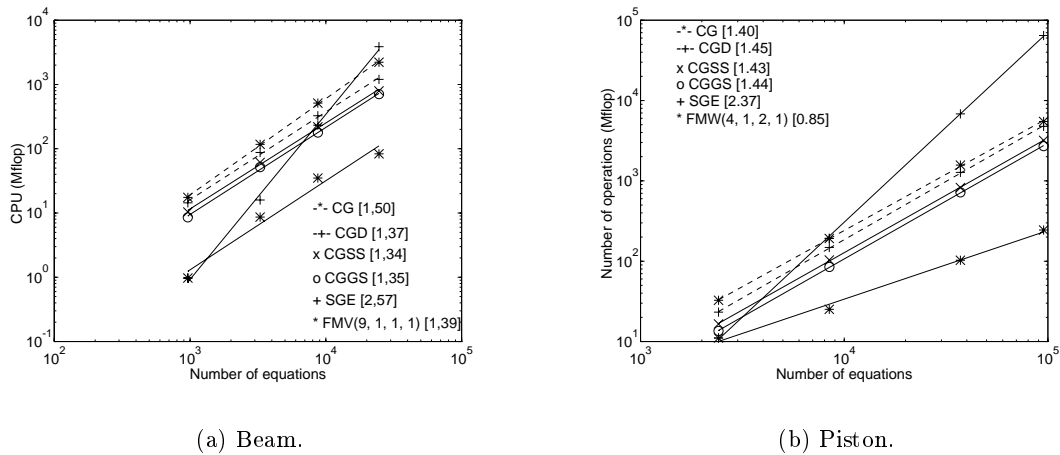 10^4
10^3
10^2
10^1
10^0
10^-1
CPU (Mflop)
-*- CG [1,50]
-+- CGD [1,37]
x CGSS [1,34]
o CGGS [1,35]
+ SGE [2,57]
* FMV(9, 1, 1, 1) [1,39]
10^2 10^3 10^4 10^5
Number of equations
(a) Beam.
10^5
10^4
10^3
10^2
10^1
Number of operations (Mflop)
-*- CG [1.40]
-+- CGD [1.45]
x CGSS [1.43]
o CGGS [1.44]
+ SGE [2.37]
* FMW(4, 1, 2, 1) [0.85]
10^3 10^4 10^5
Number of equations
(b) Piston.